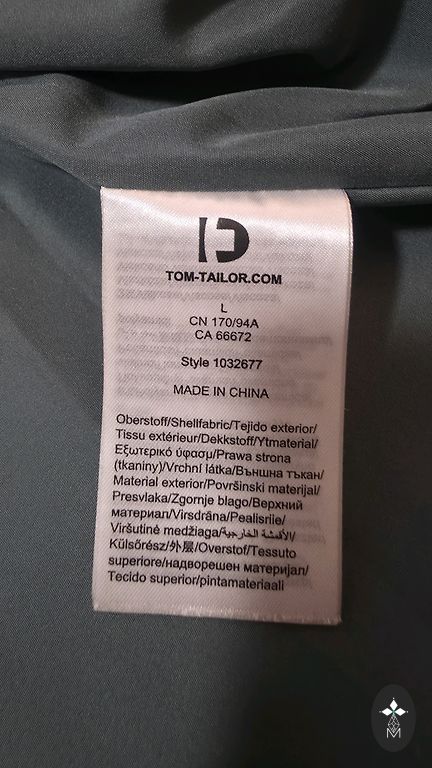 TOM-TAILOR.COM
L
CN 170/94A
CA 66672
Style 1032677
MADE IN CHINA
Oberstoff/Shellfabric/Tejido exterior/
Tissu extérieur/Dekkstoff/Ytmaterial/
Εξωτερικό ύφασμ/Prawa strona
(tkaniny)/Vrchní látka/Външна тъкан/
Material exterior/Površinski materijal/
Presvlaka/Zgornje blago/Верхний
материал/Virsdrāna/Pealisriie/
Viršutinė medžiaga/الأقمشة الخارجية/
Külsőrész/外层/Overstof/Tessuto
superiore/надворешен материјал/
Tecido superior/pintamateriaali
M